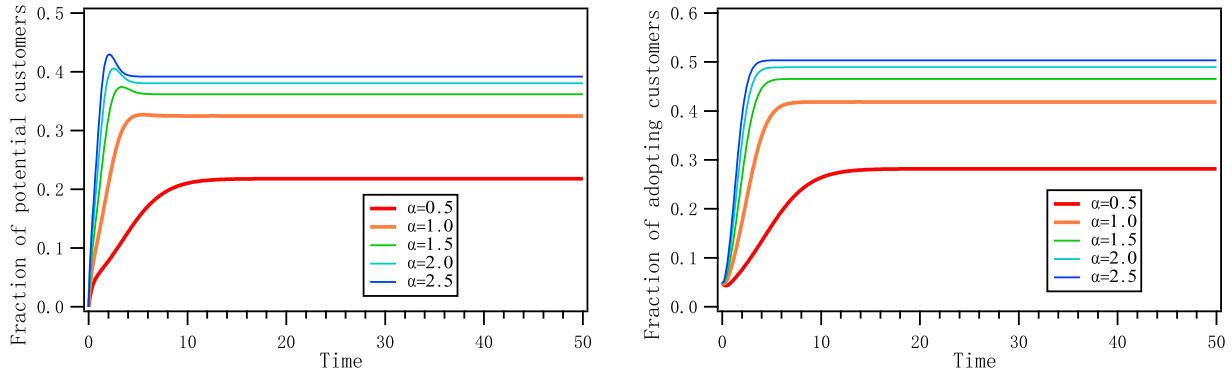 Fraction of potential customers
0.5
0.4
0.3
0.2
0.1
0.0
α=0.5
α=1.0
α=1.5
α=2.0
α=2.5
0 10 20 30 40 50
Time
Fraction of adopting customers
0.6
0.5
0.4
0.3
0.2
0.1
0.0
α=0.5
α=1.0
α=1.5
α=2.0
α=2.5
0 10 20 30 40 50
Time